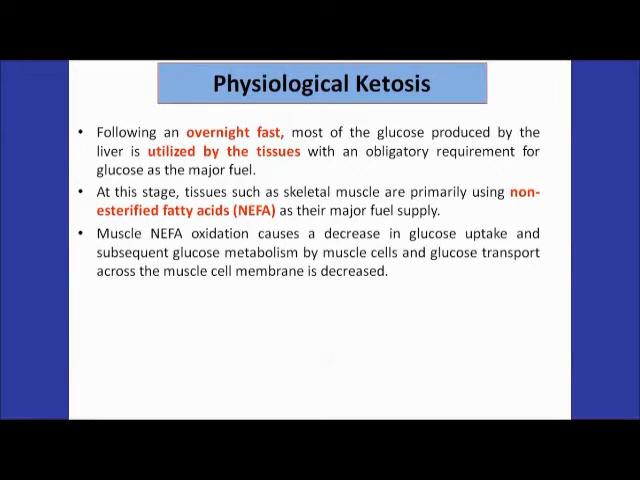 Physiological Ketosis
• Following an overnight fast, most of the glucose produced by the
liver is utilized by the tissues with an obligatory requirement for
glucose as the major fuel.
• At this stage, tissues such as skeletal muscle are primarily using non-
esterified fatty acids (NEFA) as their major fuel supply.
• Muscle NEFA oxidation causes a decrease in glucose uptake and
subsequent glucose metabolism by muscle cells and glucose transport
across the muscle cell membrane is decreased.